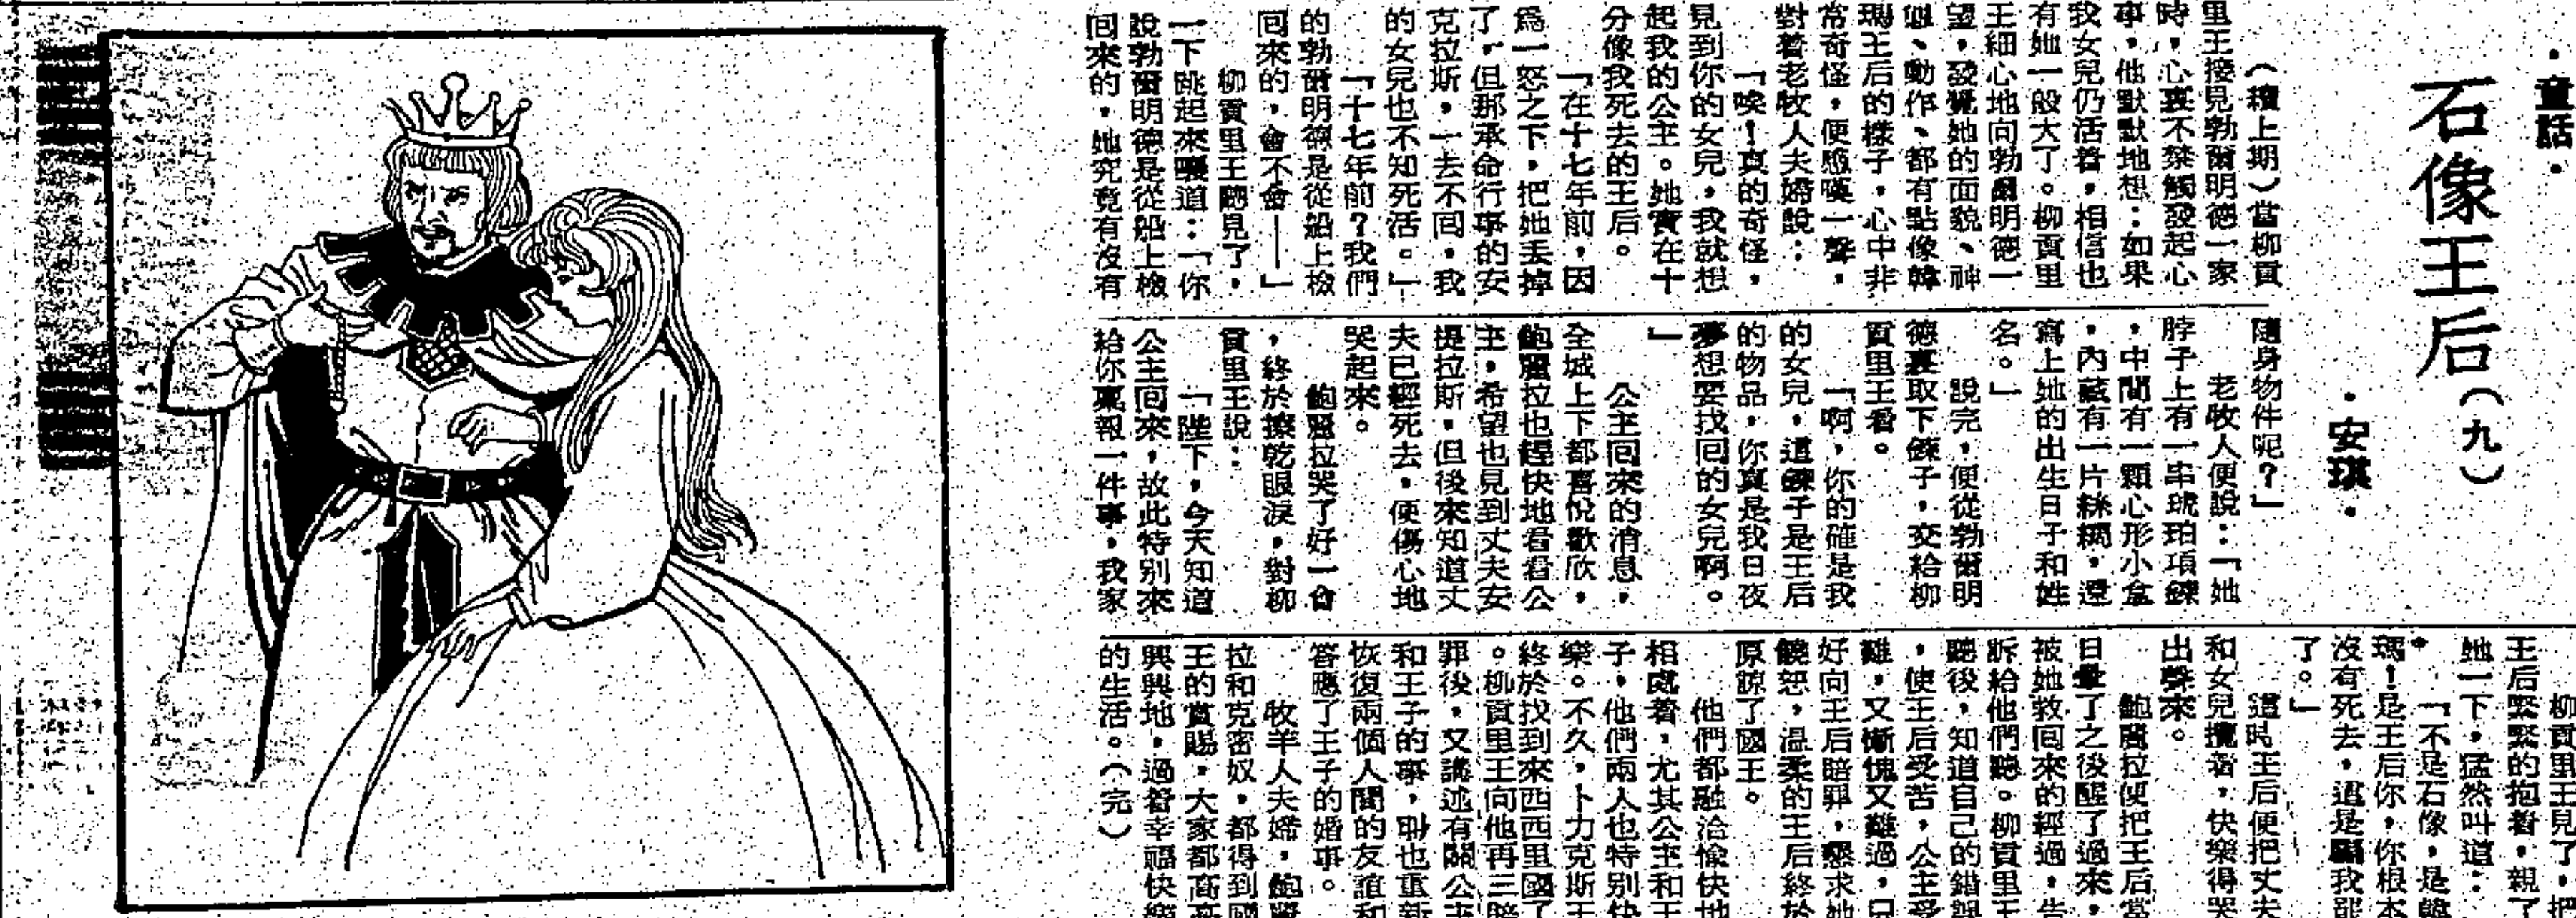 ·童話·
石像王后(九)
·安琪·
(續上期)當柳貢
里王接見勃爾明德一家
時，心裏不禁觸發起心
事，他默默地想：如果
我女兒仍活着，相信也
有她一般大了。柳貢里
王細心地向勃爾明德一
望，發覺她的面貌、神
態、動作、都有點像韓
瑪王后的樣子，心中非
常奇怪，便感嘆一聲，
對着老牧人夫婦說：
「唉！真的奇怪，
見到你的女兒，我就想
起我的公主。她實在十
分像我死去的王后。
「在十七年前，因
爲一怒之下，把她丢掉
了，但那承命行事的安
克拉斯，一去不囘，我
的女兒也不知死活。」
「十七年前？我們
的勃爾明德是從船上檢
囘來的，會不會——」
柳貢里王聽見了，
一下跳起來嚷道：「你
說勃爾明德是從船上檢
囘來的，她究竟有沒有
隨身物件呢？」
老牧人便說：「她
脖子上有一串琥珀項鍊
，中間有一顆心形小盒
，內藏有一片絲綢，還
寫上她的出生日子和姓
名。」
說完，便從勃爾明
德裏取下鍊子，交給柳
貢里王看。
「啊，你的確是我
的女兒，這鍊子是王后
的物品，你真是我日夜
夢想要找囘的女兒啊。
」
公主囘來的消息，
全城上下都喜悅歡欣，
鮑麗拉也趕快地看看公
主，希望也見到丈夫安
提拉斯，但後來知道丈
夫已經死去，便傷心地
哭起來。
鮑麗拉哭了好一會
，終於擦乾眼淚，對柳
貢里王說：
「陛下，今天知道
公主囘來，故此特別來
給你稟報一件事，我家
柳貢里王見了，把
王后緊緊的抱着，親了
她一下，猛然叫道：
「不是石像，是韓
瑪！是王后你，你根本
沒有死去，這是騙我罷
了。」
這時王后便把丈夫
和女兒攬着，快樂得哭
出聲來。
鮑麗拉便把王后當
日暈了之後醒了過來，
被她救囘來的經過，告
訴給他們聽。柳貢里王
聽後，知道自己的錯誤
，使王后受苦，公主受
難，又慚愧又難過，只
好向王后賠罪，懇求她
饒恕，溫柔的王后終於
原諒了國王。
他們都融洽愉快地
相處着，尤其公主和王
子，他們兩人也特別快
樂。不久，卜力克斯王
終於找到來西西里國了
。柳貢里王向他再三賠
罪後，又講述有關公主
和王子的事，即也重新
恢復兩個人間的友誼和
答應了王子的婚事。
牧羊人夫婦，鮑麗
拉和克密奴，都得到國
王的賞賜，大家都高高
興興地，過着幸福快樂
的生活。(完)